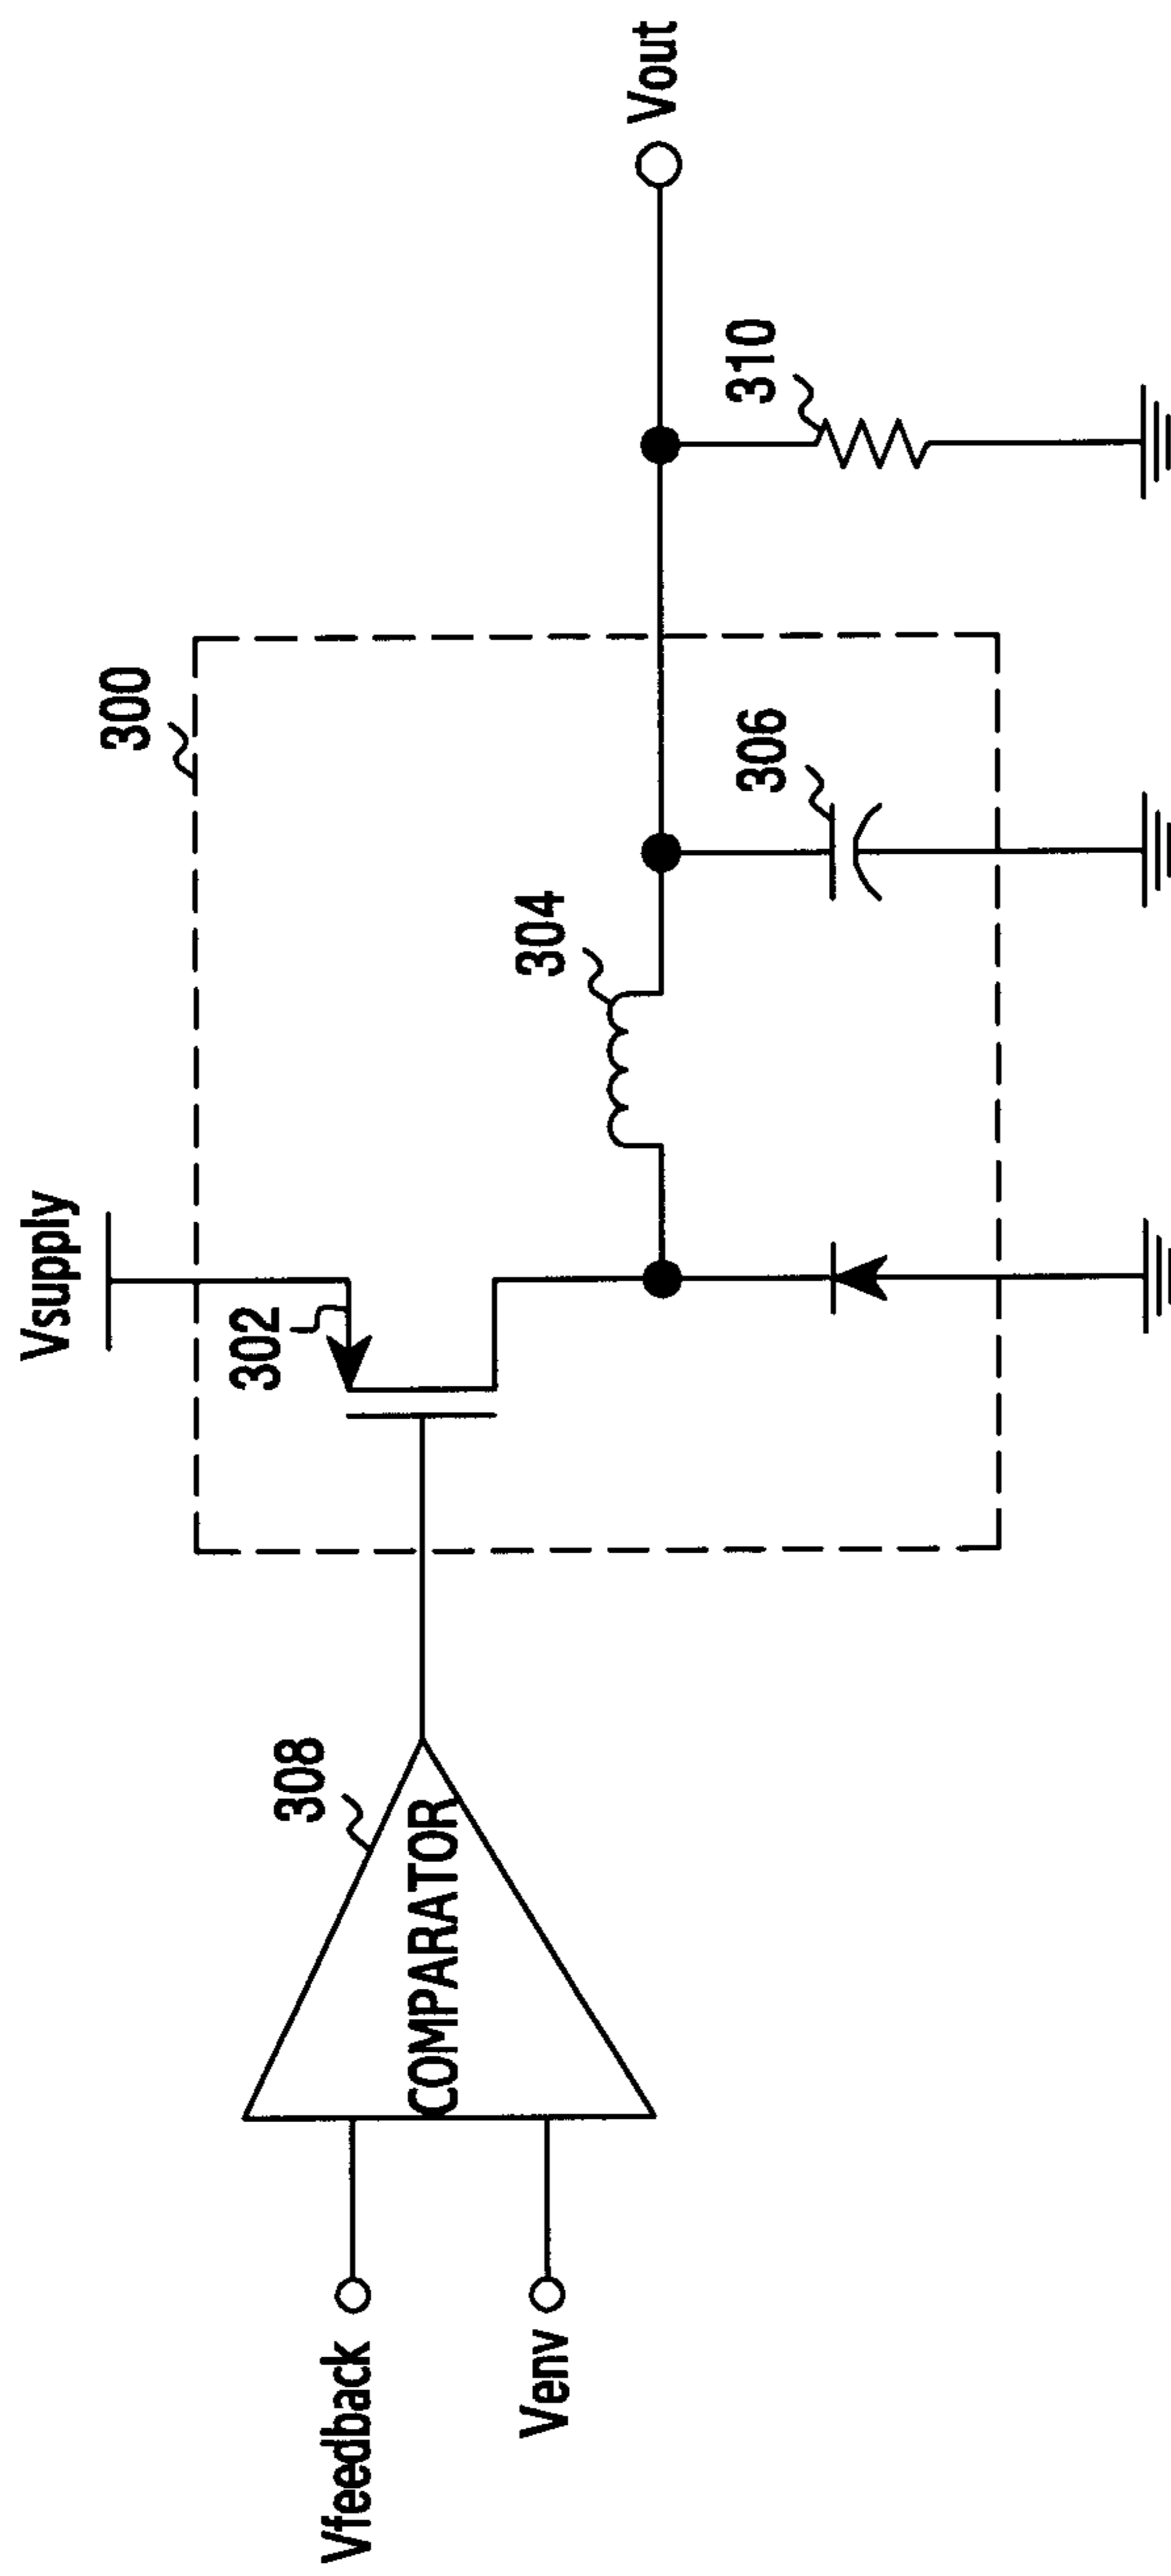 Vsupply
300
302
304
306
308
COMPARATOR
310
Vfeedback
Venv
Vout